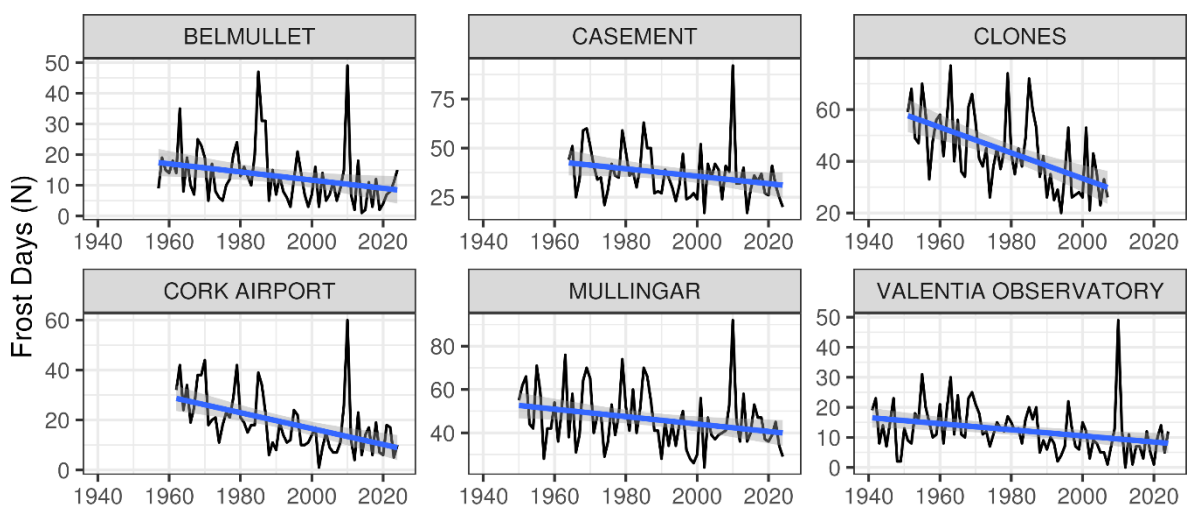 Frost Days (N)
BELMULLET
50
40
30
20
10
0
1940 1960 1980 2000 2020
CASEMENT
75
50
25
1940 1960 1980 2000 2020
CLONES
60
40
20
1940 1960 1980 2000 2020
CORK AIRPORT
60
40
20
0
1940 1960 1980 2000 2020
MULLINGAR
80
60
40
1940 1960 1980 2000 2020
VALENTIA OBSERVATORY
50
40
30
20
10
0
1940 1960 1980 2000 2020